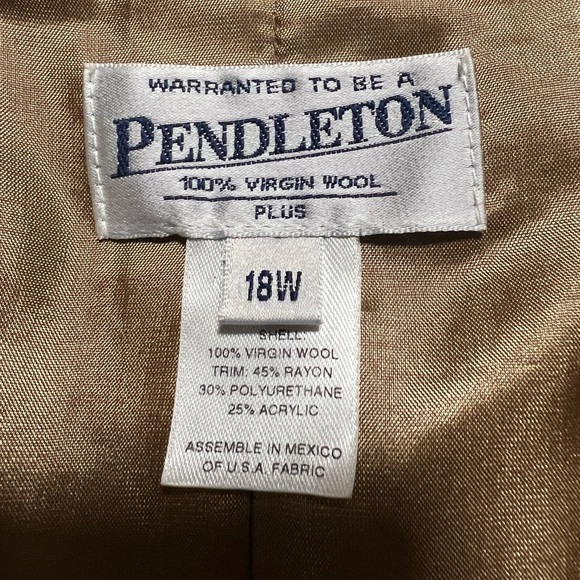 WARRANTED TO BE A
PENDLETON
100% VIRGIN WOOL
PLUS
18W
SHELL:
100% VIRGIN WOOL
TRIM: 45% RAYON
30% POLYURETHANE
25% ACRYLIC
ASSEMBLE IN MEXICO
OF U.S.A. FABRIC